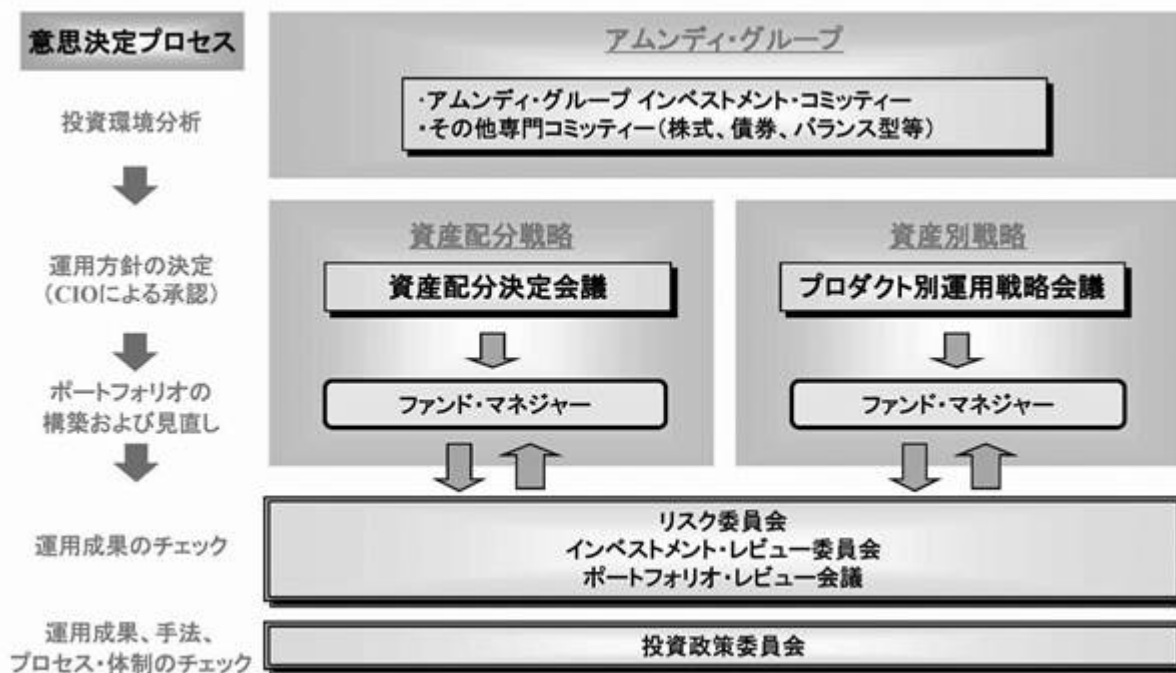 意思決定プロセス
アムンディ・グループ
・アムンディ・グループ インベストメント・コミッティー
・その他専門コミッティー（株式、債券、バランス型等）
投資環境分析
資産配分戦略
資産別戦略
運用方針の決定
（CIOによる承認）
資産配分決定会議
プロダクト別運用戦略会議
ポートフォリオの
構築および見直し
ファンド・マネジャー
ファンド・マネジャー
運用成果のチェック
リスク委員会
インベストメント・レビュー委員会
ポートフォリオ・レビュー会議
運用成果、手法、
プロセス・体制のチェック
投資政策委員会